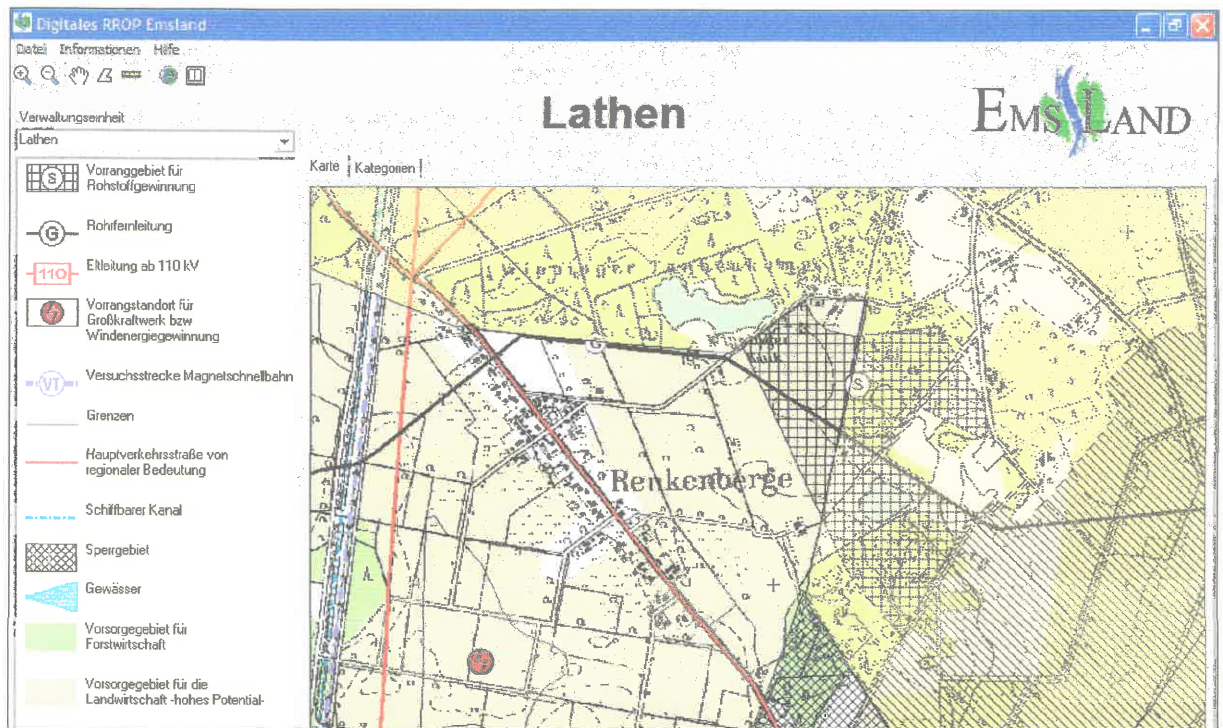 Digitales RROP Emsland
Datei Informationen Hilfe
Verwaltungseinheit
Lathen
Lathen
EMSLAND
Karte
Kategorien
S
Vorranggebiet für
Rohstoffgewinnung
G
Rohrfernleitung
110
Eltleitung ab 110 kV
Vorrangstandort für
Großkraftwerk bzw
Windenergiegewinnung
VT
Versuchsstrecke Magnetschnellbahn
Grenzen
Hauptverkehrsstraße von
regionaler Bedeutung
Schiffbarer Kanal
Sperrgebiet
Gewässer
Vorsorgegebiet für
Forstwirtschaft
Vorsorgegebiet für die
Landwirtschaft -hohes Potential-
G
S
Renkenberge